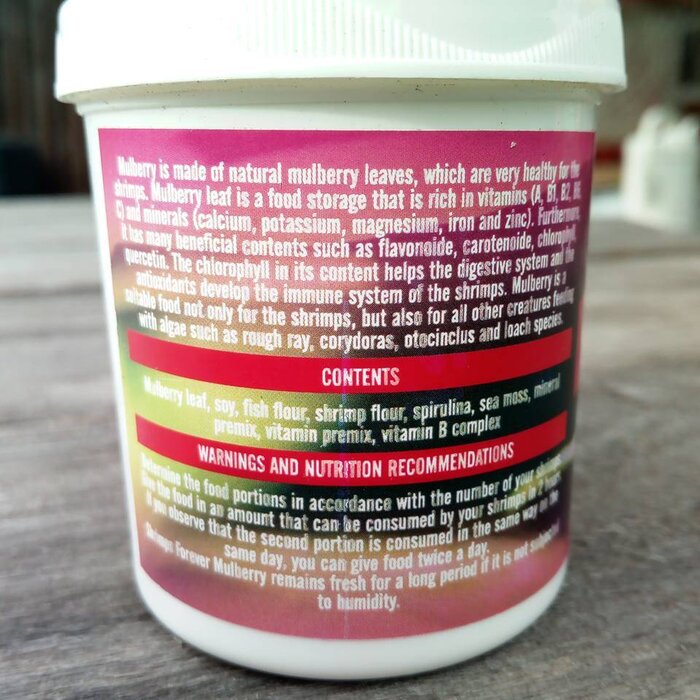 Mulberry is made of natural mulberry leaves, which are very healthy for the
shrimps. Mulberry leaf is a food storage that is rich in vitamins (A, B1, B2, B6,
C) and minerals (calcium, potassium, magnesium, iron and zinc). Furthermore,
it has many beneficial contents such as flavonoide, carotenoide, chlorophyll,
quercetin. The chlorophyll in its content helps the digestive system and the
antioxidants develop the immune system of the shrimps. Mulberry is a
suitable food not only for the shrimps, but also for all other creatures feeding
with algae such as rough ray, corydoras, otocinclus and loach species.
CONTENTS
Mulberry leaf, soy, fish flour, shrimp flour, spirulina, sea moss, mineral
premix, vitamin premix, vitamin B complex
WARNINGS AND NUTRITION RECOMMENDATIONS
Determine the food portions in accordance with the number of your shrimps.
Give the food in an amount that can be consumed by your shrimps in 2 hours.
If you observe that the second portion is consumed in the same way on the
same day, you can give food twice a day.
Shrimps Forever Mulberry remains fresh for a long period if it is not subjected
to humidity.